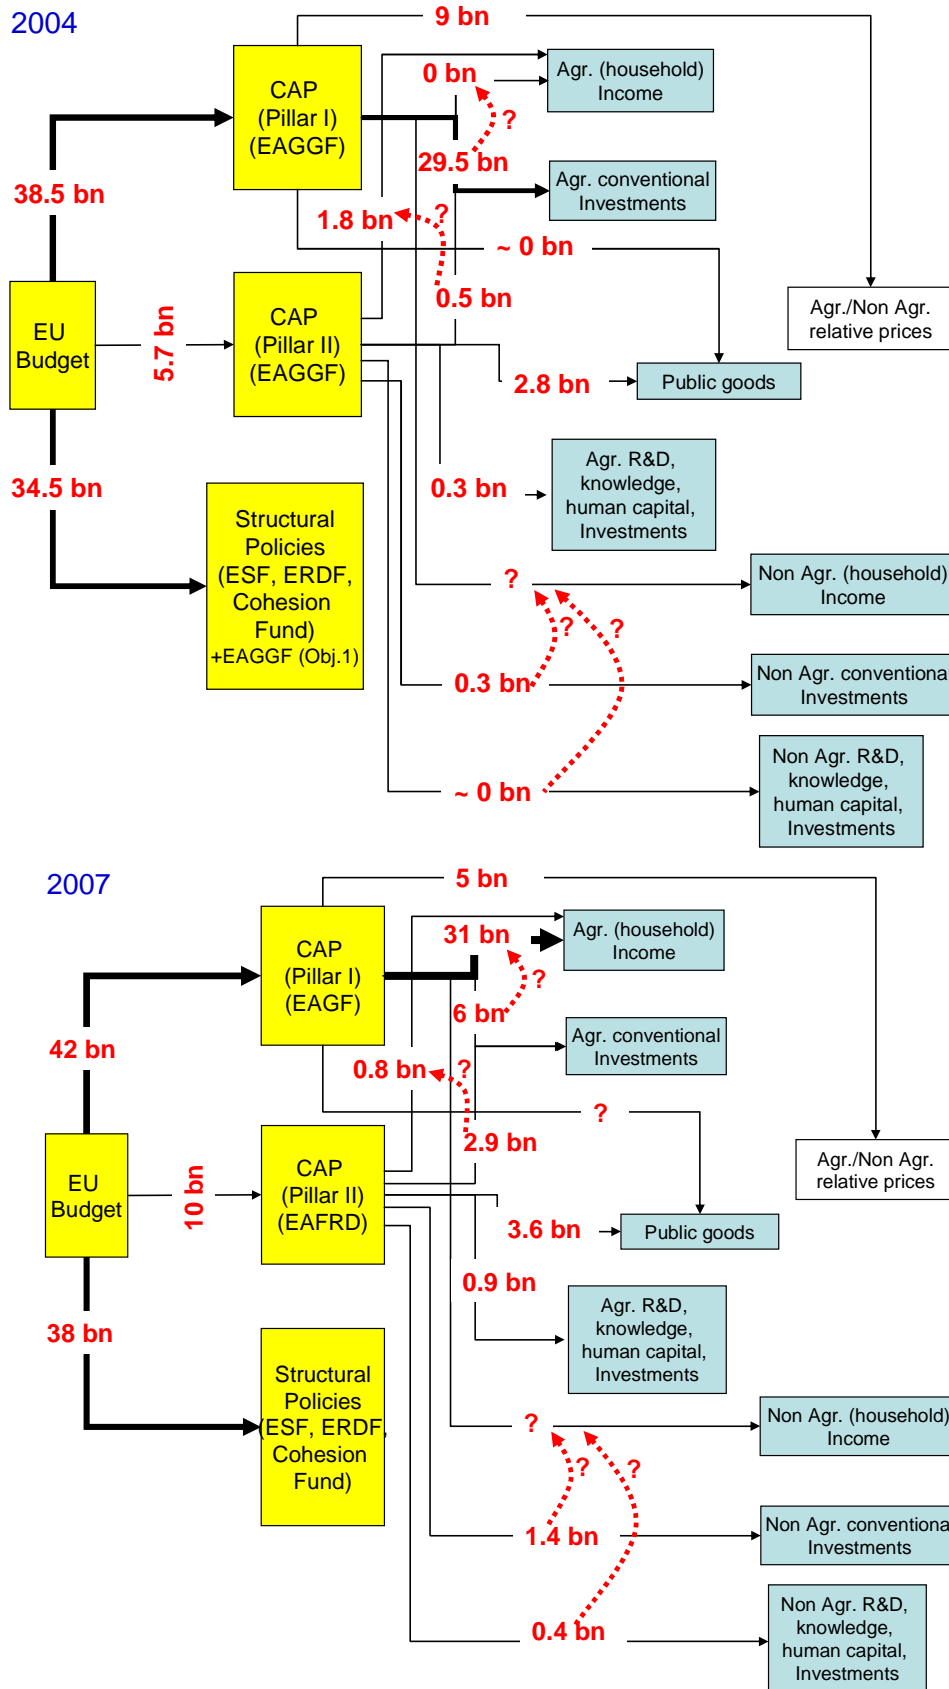 2004
9 bn
CAP
(Pillar I)
(EAGGF)
0 bn
?
Agr. (household)
Income
29.5 bn
38.5 bn
Agr. conventional
Investments
1.8 bn
?
~ 0 bn
EU
Budget
5.7 bn
CAP
(Pillar II)
(EAGGF)
0.5 bn
Agr./Non Agr.
relative prices
2.8 bn
Public goods
34.5 bn
0.3 bn
Agr. R&D,
knowledge,
human capital,
Investments
Structural
Policies
(ESF, ERDF,
Cohesion
Fund)
+EAGGF (Obj.1)
?
Non Agr. (household)
Income
?
?
0.3 bn
Non Agr. conventional
Investments
~ 0 bn
Non Agr. R&D,
knowledge,
human capital,
Investments
2007
5 bn
CAP
(Pillar I)
(EAGF)
31 bn
?
Agr. (household)
Income
6 bn
42 bn
Agr. conventional
Investments
0.8 bn
?
?
EU
Budget
10 bn
CAP
(Pillar II)
(EAFRD)
2.9 bn
Agr./Non Agr.
relative prices
3.6 bn
Public goods
0.9 bn
38 bn
Agr. R&D,
knowledge,
human capital,
Investments
Structural
Policies
(ESF, ERDF,
Cohesion
Fund)
?
Non Agr. (household)
Income
?
?
1.4 bn
Non Agr. conventional
Investments
0.4 bn
Non Agr. R&D,
knowledge,
human capital,
Investments